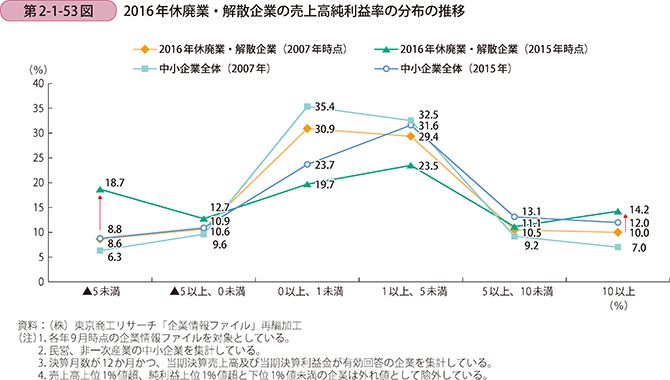 第2-1-53図
2016年休廃業・解散企業の売上高純利益率の分布の推移
2016年休廃業・解散企業（2007年時点）
2016年休廃業・解散企業（2015年時点）
中小企業全体（2007年）
中小企業全体（2015年）
(%)
40
35
30
25
20
15
10
5
0
18.7
8.8
8.6
6.3
12.7
10.9
10.6
9.6
35.4
30.9
23.7
19.7
32.5
31.6
29.4
23.5
13.1
11.1
10.5
9.2
14.2
12.0
10.0
7.0
▲5未満
▲5以上、0未満
0以上、1未満
1以上、5未満
5以上、10未満
10以上
(%)
資料：（株）東京商工リサーチ「企業情報ファイル」再編加工
（注）1. 各年9月時点の企業情報ファイルを対象としている。
2. 民営、非一次産業の中小企業を集計している。
3. 決算月数が12か月かつ、当期決算売上高及び当期決算利益金が有効回答の企業を集計している。
4. 売上高上位1%値超、純利益上位1%値超と下位1%値未満の企業は外れ値として除外している。